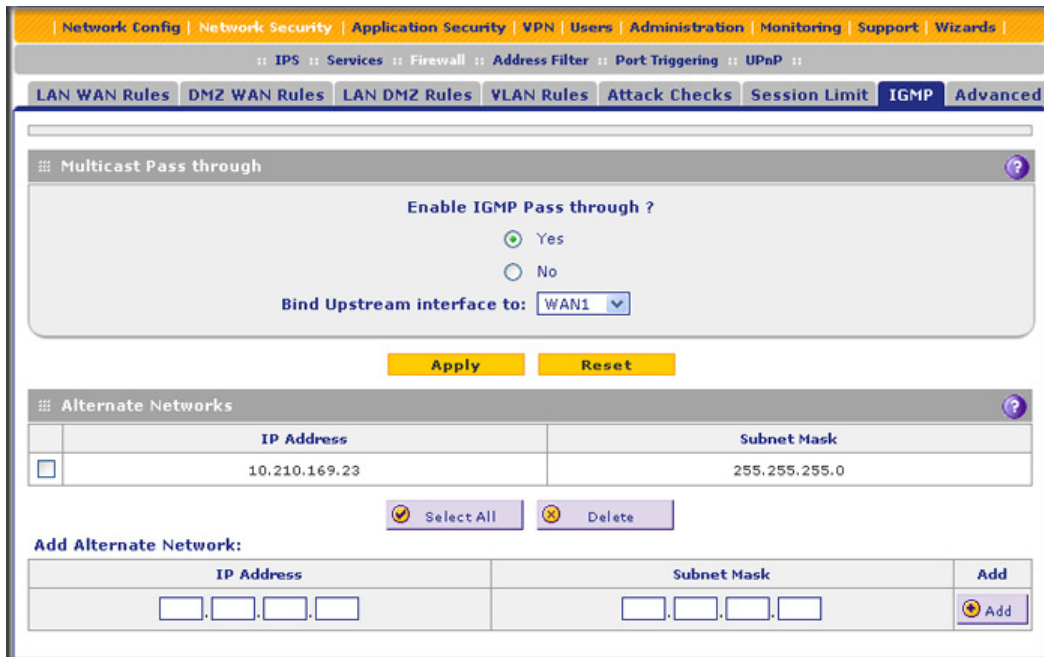 | Network Config | Network Security | Application Security | VPN | Users | Administration | Monitoring | Support | Wizards |
:: IPS :: Services :: Firewall :: Address Filter :: Port Triggering :: UPnP ::
LAN WAN Rules DMZ WAN Rules LAN DMZ Rules VLAN Rules Attack Checks Session Limit IGMP Advanced
Multicast Pass through ?
Enable IGMP Pass through ?
Yes
No
Bind Upstream interface to: WAN1
Apply Reset
Alternate Networks ?
IP Address Subnet Mask
10.210.169.23 255.255.255.0
Select All Delete
Add Alternate Network:
IP Address Subnet Mask Add
. . . . . . Add